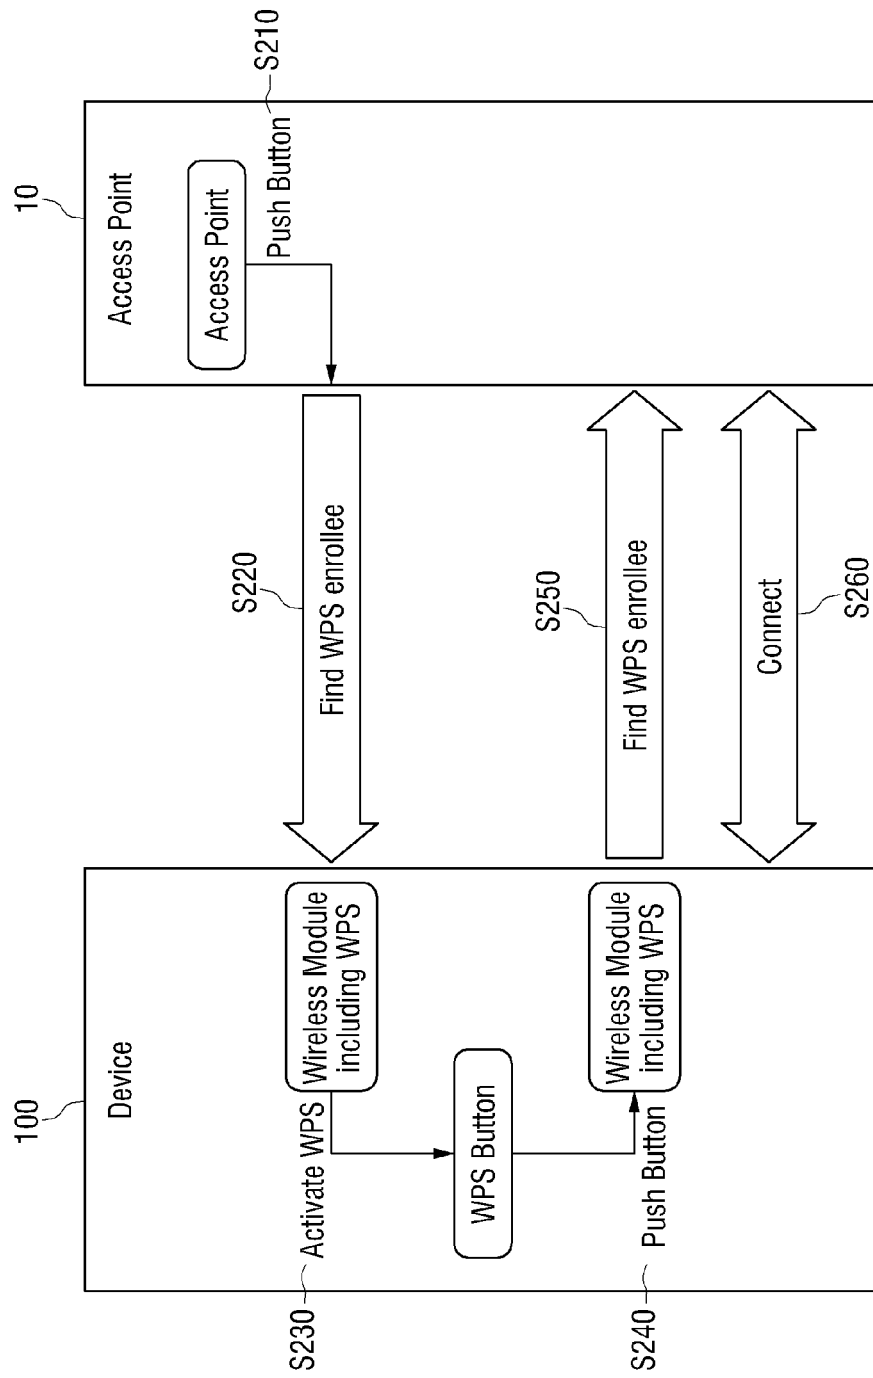 100
Device
10
Access Point
Access Point
Push Button
S210
S220
Find WPS enrollee
S230
Activate WPS
Wireless Module
including WPS
WPS Button
S240
Push Button
Wireless Module
including WPS
S250
Find WPS enrollee
Connect
S260